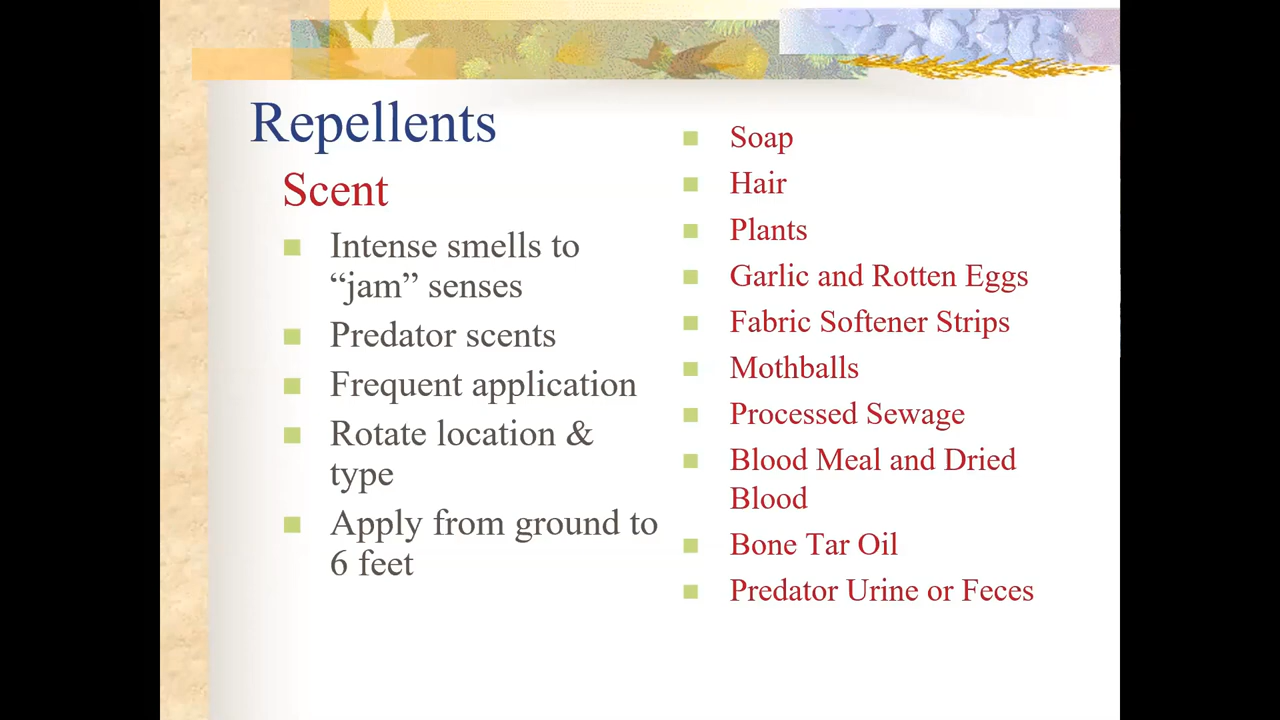 Repellents
Scent
Intense smells to
“jam” senses
Predator scents
Frequent application
Rotate location &
type
Apply from ground to
6 feet
Soap
Hair
Plants
Garlic and Rotten Eggs
Fabric Softener Strips
Mothballs
Processed Sewage
Blood Meal and Dried
Blood
Bone Tar Oil
Predator Urine or Feces